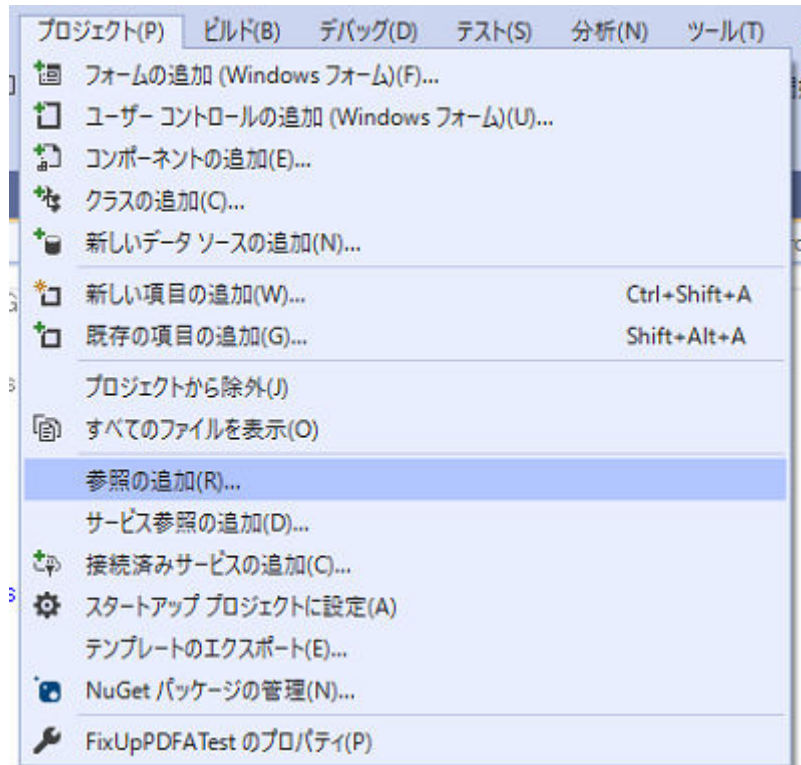 プロジェクト(P) ビルド(B) デバッグ(D) テスト(S) 分析(N) ツール(T)
フォームの追加 (Windows フォーム)(F)...
ユーザー コントロールの追加 (Windows フォーム)(U)...
コンポーネントの追加(E)...
クラスの追加(C)...
新しいデータ ソースの追加(N)...
新しい項目の追加(W)... Ctrl+Shift+A
既存の項目の追加(G)... Shift+Alt+A
プロジェクトから除外(J)
すべてのファイルを表示(O)
参照の追加(R)...
サービス参照の追加(D)...
接続済みサービスの追加(C)...
スタートアップ プロジェクトに設定(A)
テンプレートのエクスポート(E)...
NuGet パッケージの管理(N)...
FixUpPDFATest のプロパティ(P)